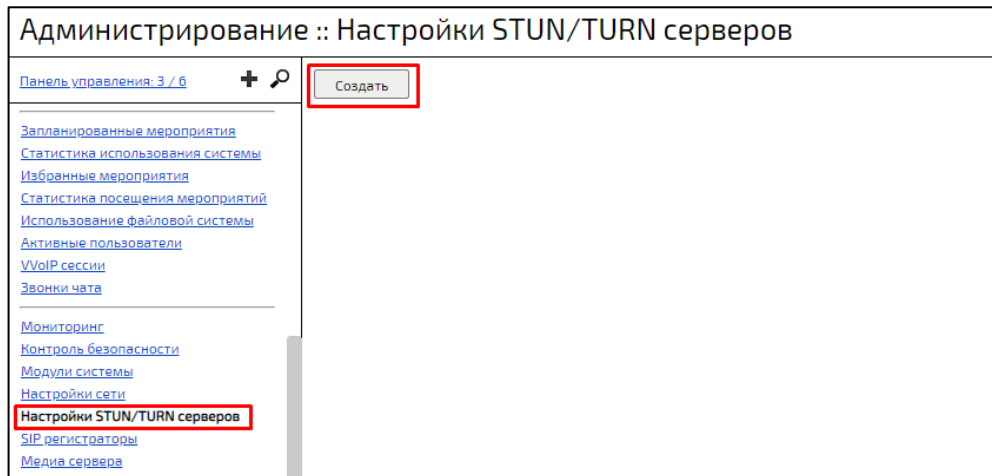 Администрирование :: Настройки STUN/TURN серверов
Панель управления: 3 / 6
Создать
Запланированные мероприятия
Статистика использования системы
Избранные мероприятия
Статистика посещения мероприятий
Использование файловой системы
Активные пользователи
VVoIP сессии
Звонки чата
Мониторинг
Контроль безопасности
Модули системы
Настройки сети
Настройки STUN/TURN серверов
SIP регистраторы
Медиа сервера